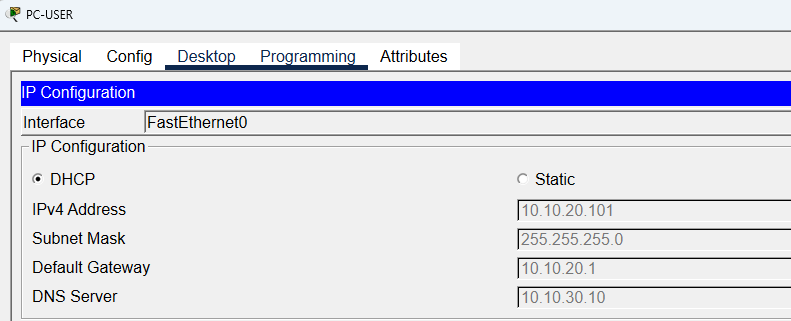 PC-USER
Physical Config Desktop Programming Attributes
IP Configuration
Interface FastEthernet0
IP Configuration
DHCP Static
IPv4 Address 10.10.20.101
Subnet Mask 255.255.255.0
Default Gateway 10.10.20.1
DNS Server 10.10.30.10